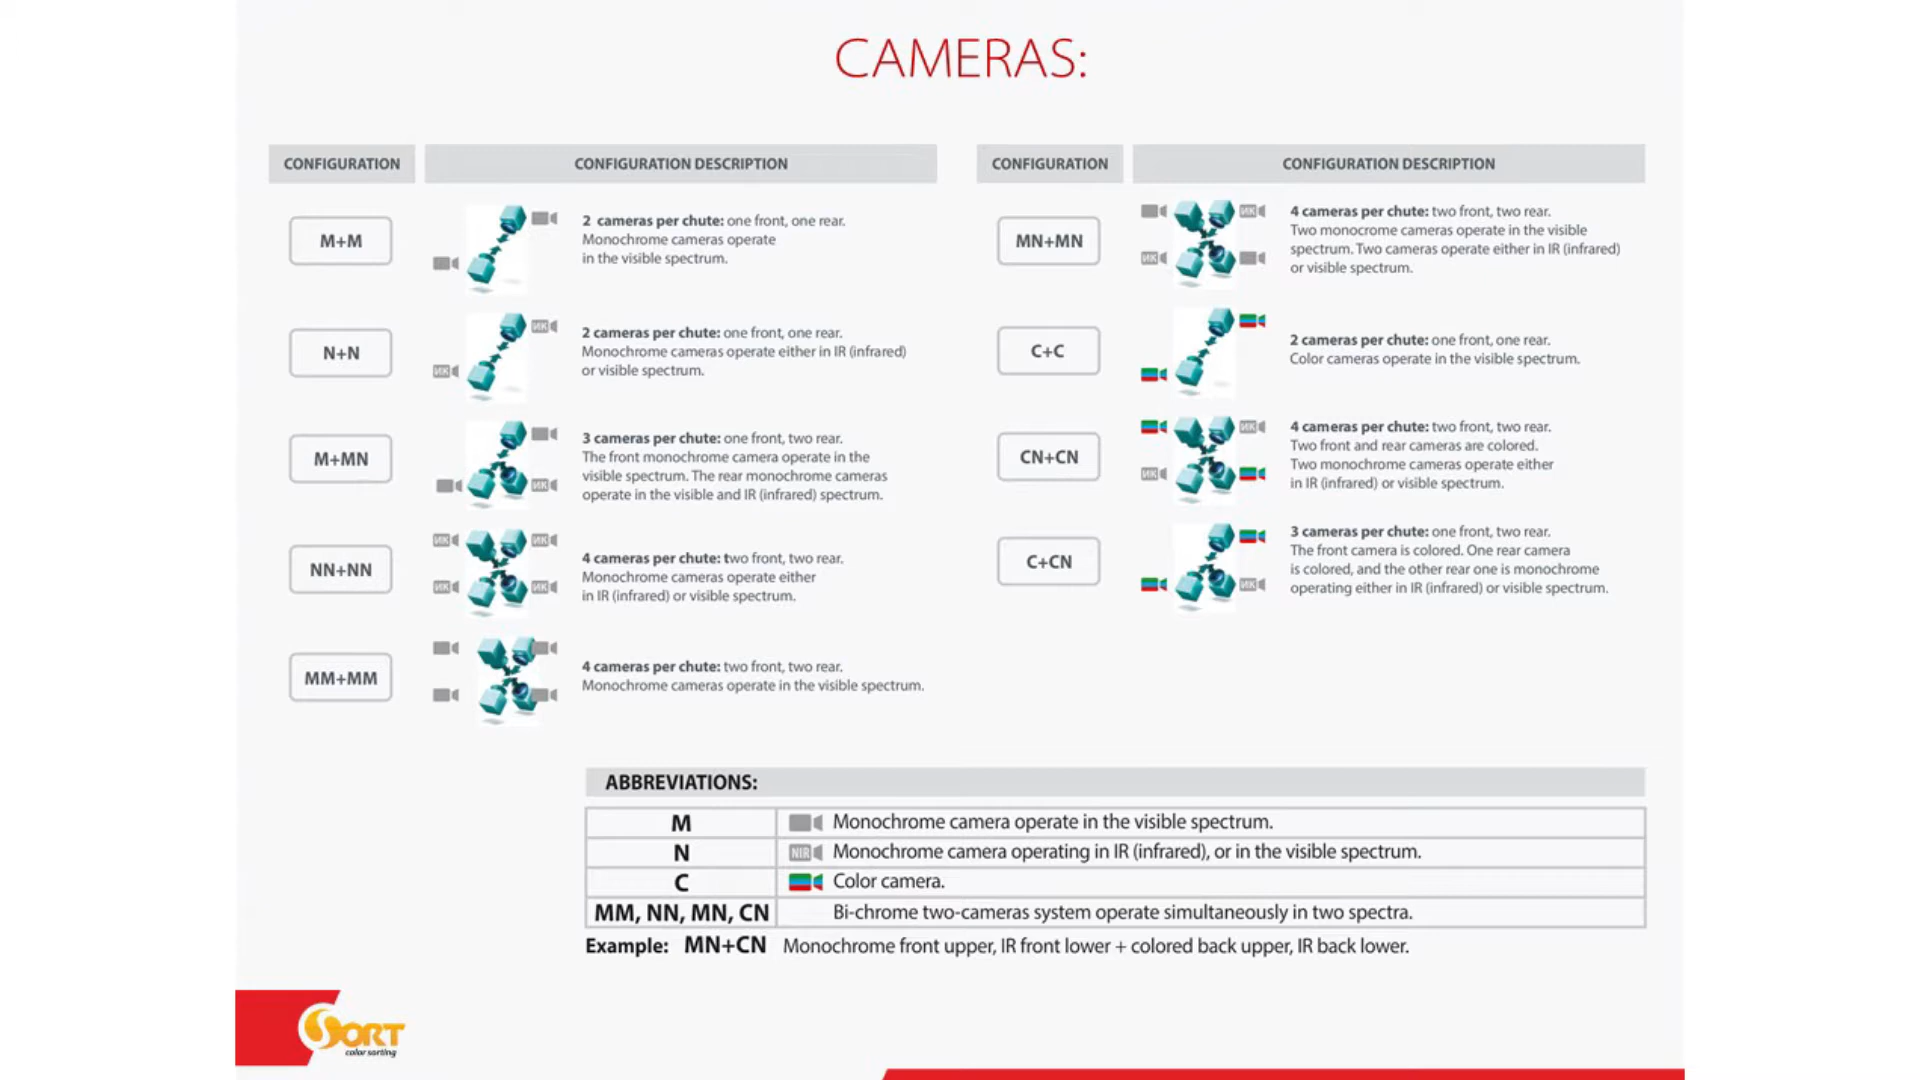 CAMERAS:
CONFIGURATION
CONFIGURATION DESCRIPTION
M+M
2 cameras per chute: one front, one rear.
Monochrome cameras operate
in the visible spectrum.
N+N
ИК
ИК
2 cameras per chute: one front, one rear.
Monochrome cameras operate either in IR (infrared)
or visible spectrum.
M+MN
ИК
3 cameras per chute: one front, two rear.
The front monochrome camera operate in the
visible spectrum. The rear monochrome cameras
operate in the visible and IR (infrared) spectrum.
NN+NN
ИК
ИК
ИК
ИК
4 cameras per chute: two front, two rear.
Monochrome cameras operate either
in IR (infrared) or visible spectrum.
MM+MM
4 cameras per chute: two front, two rear.
Monochrome cameras operate in the visible spectrum.
CONFIGURATION
CONFIGURATION DESCRIPTION
MN+MN
ИК
ИК
4 cameras per chute: two front, two rear.
Two monocrome cameras operate in the visible
spectrum. Two cameras operate either in IR (infrared)
or visible spectrum.
C+C
2 cameras per chute: one front, one rear.
Color cameras operate in the visible spectrum.
CN+CN
ИК
ИК
4 cameras per chute: two front, two rear.
Two front and rear cameras are colored.
Two monochrome cameras operate either
in IR (infrared) or visible spectrum.
C+CN
ИК
3 cameras per chute: one front, two rear.
The front camera is colored. One rear camera
is colored, and the other rear one is monochrome
operating either in IR (infrared) or visible spectrum.
ABBREVIATIONS:
M Monochrome camera operate in the visible spectrum.
N NIR Monochrome camera operating in IR (infrared), or in the visible spectrum.
C Color camera.
MM, NN, MN, CN Bi-chrome two-cameras system operate simultaneously in two spectra.
Example: MN+CN Monochrome front upper, IR front lower + colored back upper, IR back lower.
SORT
color sorting